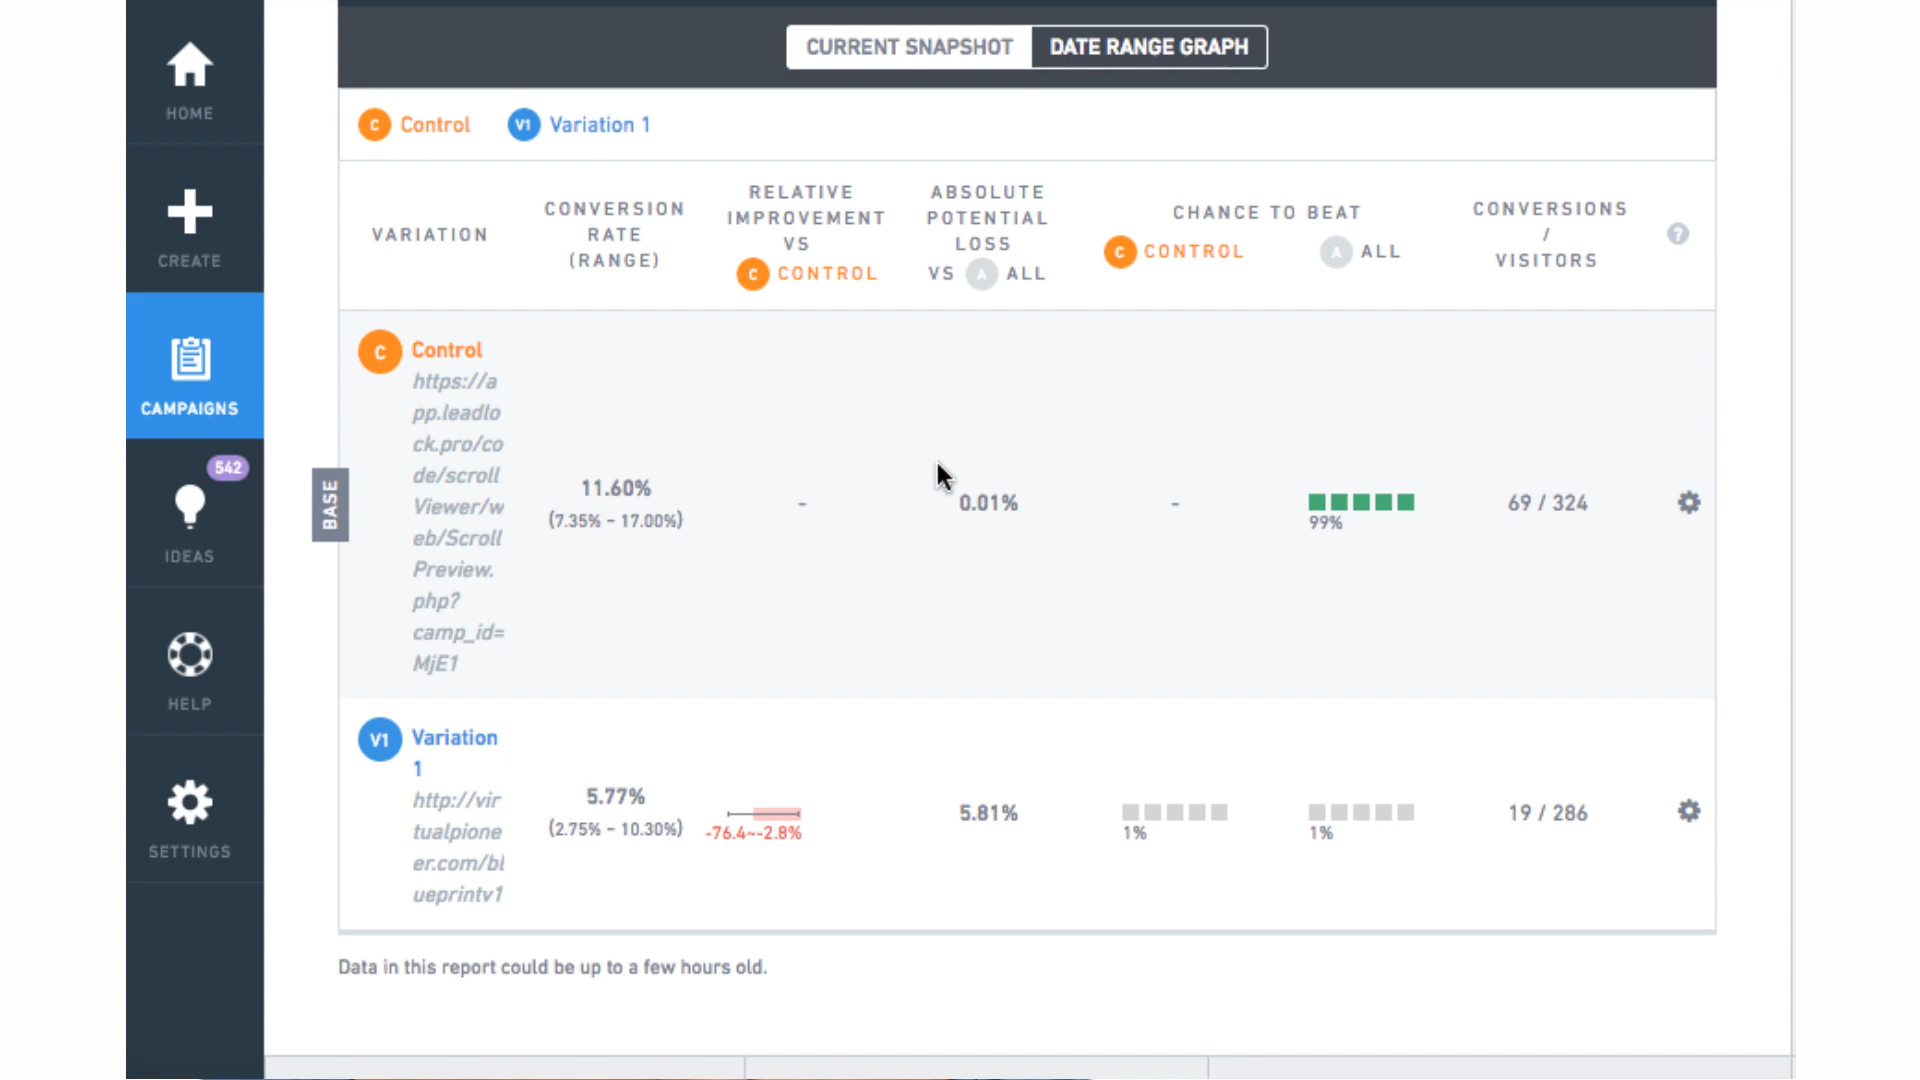 CURRENT SNAPSHOT
DATE RANGE GRAPH
HOME
CREATE
CAMPAIGNS
542
IDEAS
HELP
SETTINGS
C Control
V1 Variation 1
VARIATION
CONVERSION
RATE
(RANGE)
RELATIVE
IMPROVEMENT
VS
C CONTROL
ABSOLUTE
POTENTIAL
LOSS
VS A ALL
CHANCE TO BEAT
C CONTROL
A ALL
CONVERSIONS
/
VISITORS
?
BASE
C Control
https://a
pp.leadlo
ck.pro/co
de/scroll
Viewer/w
eb/Scroll
Preview.
php?
camp_id=
MjE1
11.60%
(7.35% - 17.00%)
-
0.01%
-
99%
69 / 324
V1 Variation
1
http://vir
tualpione
er.com/bl
ueprintv1
5.77%
(2.75% - 10.30%)
-76.4~-2.8%
5.81%
1%
1%
19 / 286
Data in this report could be up to a few hours old.